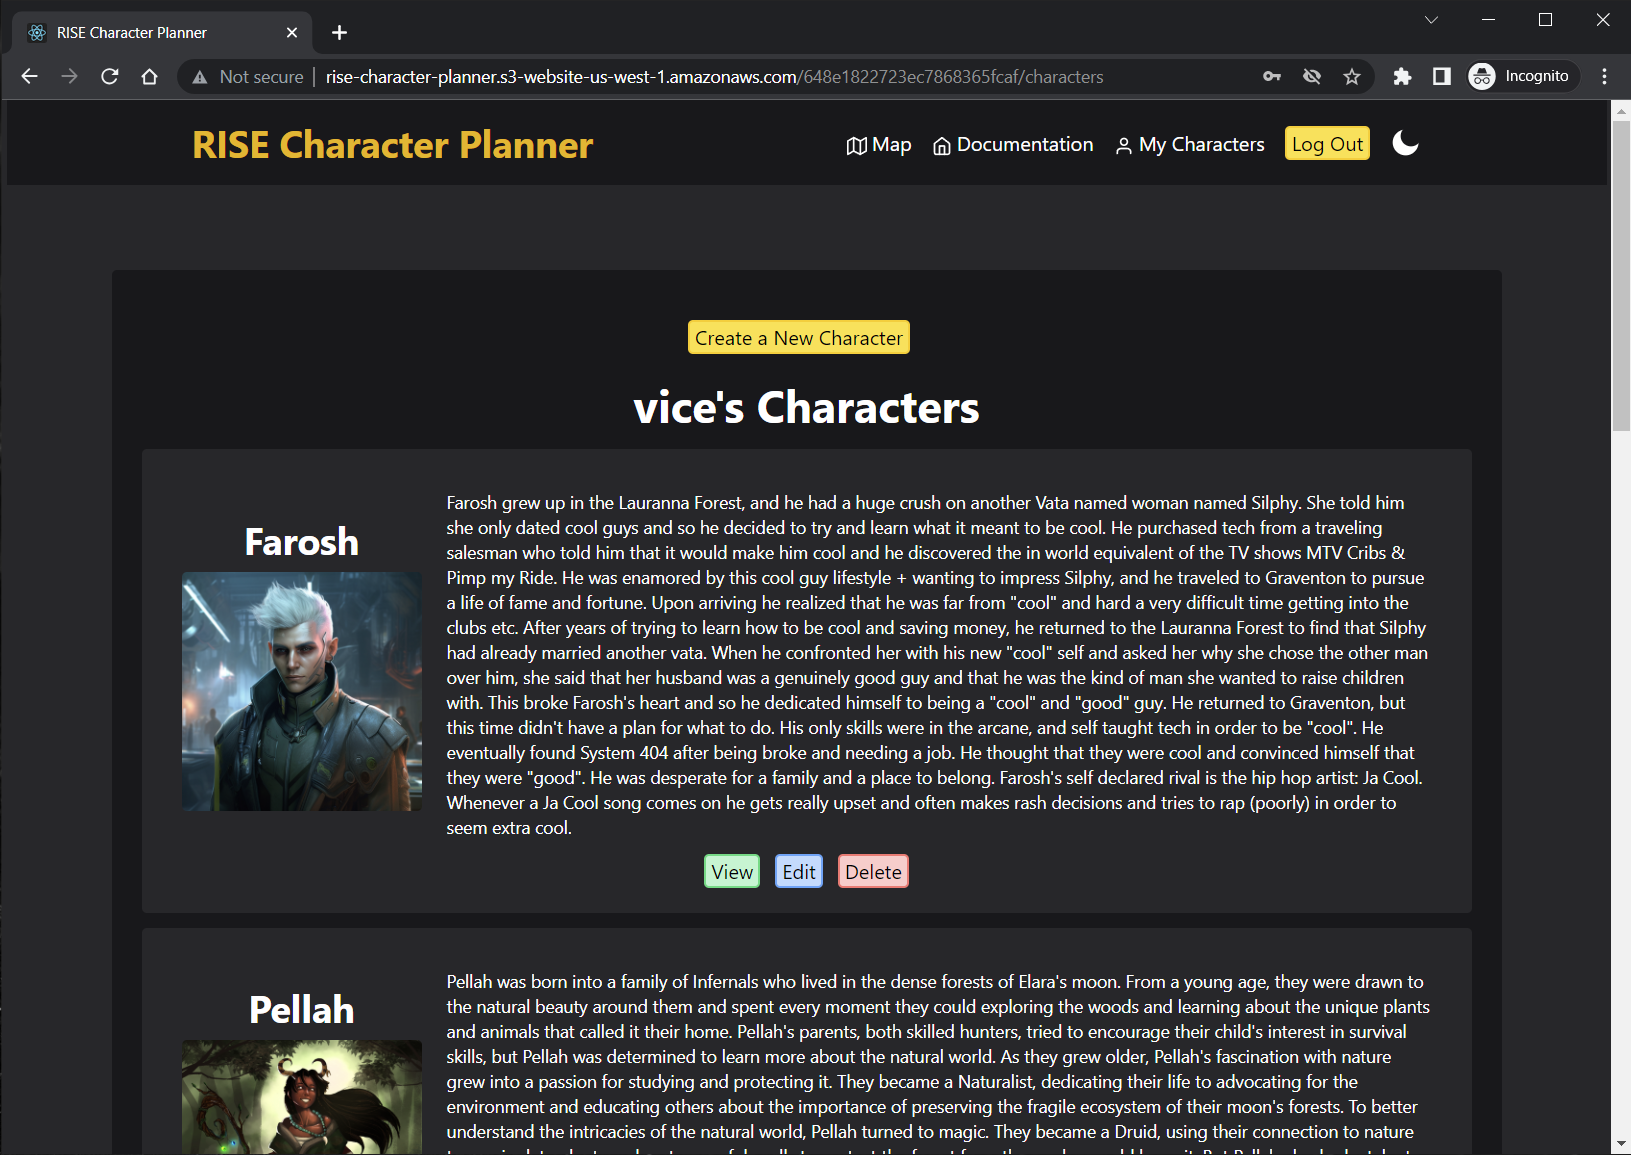 RISE Character Planner
Not secure | rise-character-planner.s3-website-us-west-1.amazonaws.com/648e1822723ec7868365fcaf/characters
Incognito
RISE Character Planner
Map
Documentation
My Characters
Log Out
Create a New Character
vice's Characters
Farosh
Farosh grew up in the Lauranna Forest, and he had a huge crush on another Vata named woman named Silphy. She told him
she only dated cool guys and so he decided to try and learn what it meant to be cool. He purchased tech from a traveling
salesman who told him that it would make him cool and he discovered the in world equivalent of the TV shows MTV Cribs &
Pimp my Ride. He was enamored by this cool guy lifestyle + wanting to impress Silphy, and he traveled to Graventon to pursue
a life of fame and fortune. Upon arriving he realized that he was far from "cool" and hard a very difficult time getting into the
clubs etc. After years of trying to learn how to be cool and saving money, he returned to the Lauranna Forest to find that Silphy
had already married another vata. When he confronted her with his new "cool" self and asked her why she chose the other man
over him, she said that her husband was a genuinely good guy and that he was the kind of man she wanted to raise children
with. This broke Farosh's heart and so he dedicated himself to being a "cool" and "good" guy. He returned to Graventon, but
this time didn't have a plan for what to do. His only skills were in the arcane, and self taught tech in order to be "cool". He
eventually found System 404 after being broke and needing a job. He thought that they were cool and convinced himself that
they were "good". He was desperate for a family and a place to belong. Farosh's self declared rival is the hip hop artist: Ja Cool.
Whenever a Ja Cool song comes on he gets really upset and often makes rash decisions and tries to rap (poorly) in order to
seem extra cool.
View
Edit
Delete
Pellah
Pellah was born into a family of Infernals who lived in the dense forests of Elara's moon. From a young age, they were drawn to
the natural beauty around them and spent every moment they could exploring the woods and learning about the unique plants
and animals that called it their home. Pellah's parents, both skilled hunters, tried to encourage their child's interest in survival
skills, but Pellah was determined to learn more about the natural world. As they grew older, Pellah's fascination with nature
grew into a passion for studying and protecting it. They became a Naturalist, dedicating their life to advocating for the
environment and educating others about the importance of preserving the fragile ecosystem of their moon's forests. To better
understand the intricacies of the natural world, Pellah turned to magic. They became a Druid, using their connection to nature